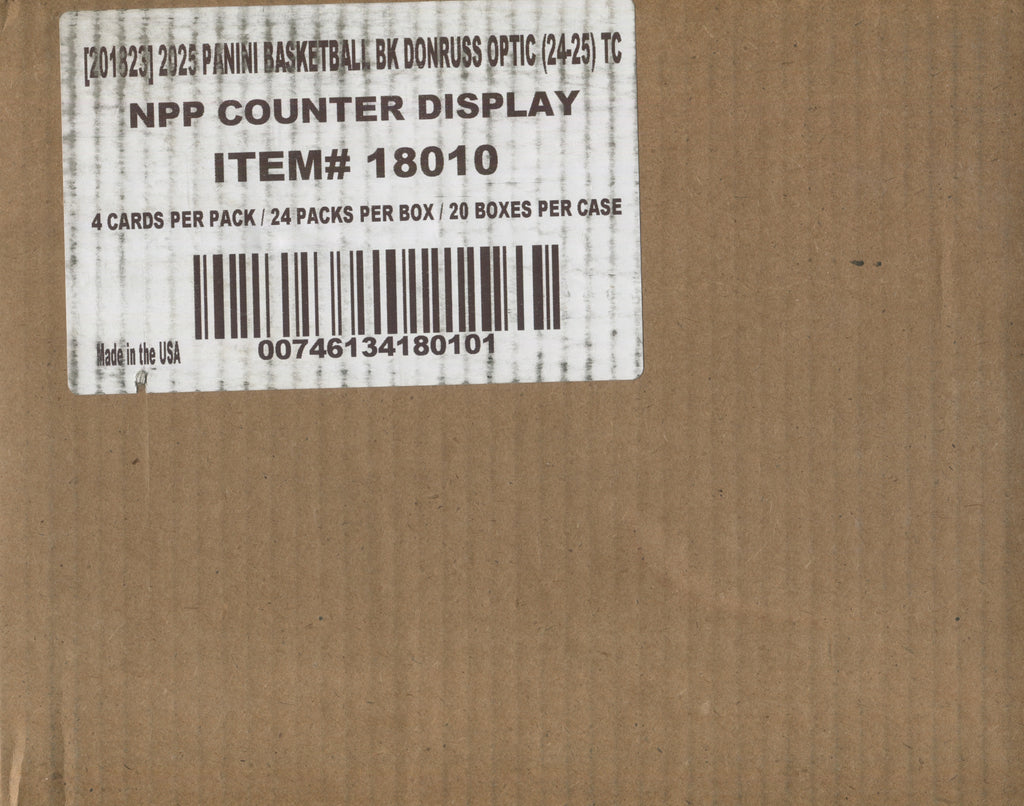 [201823] 2025 PANINI BASKETBALL BK DONRUSS OPTIC (24-25) TC
NPP COUNTER DISPLAY
ITEM# 18010
4 CARDS PER PACK / 24 PACKS PER BOX / 20 BOXES PER CASE
00746134180101
Made in the USA